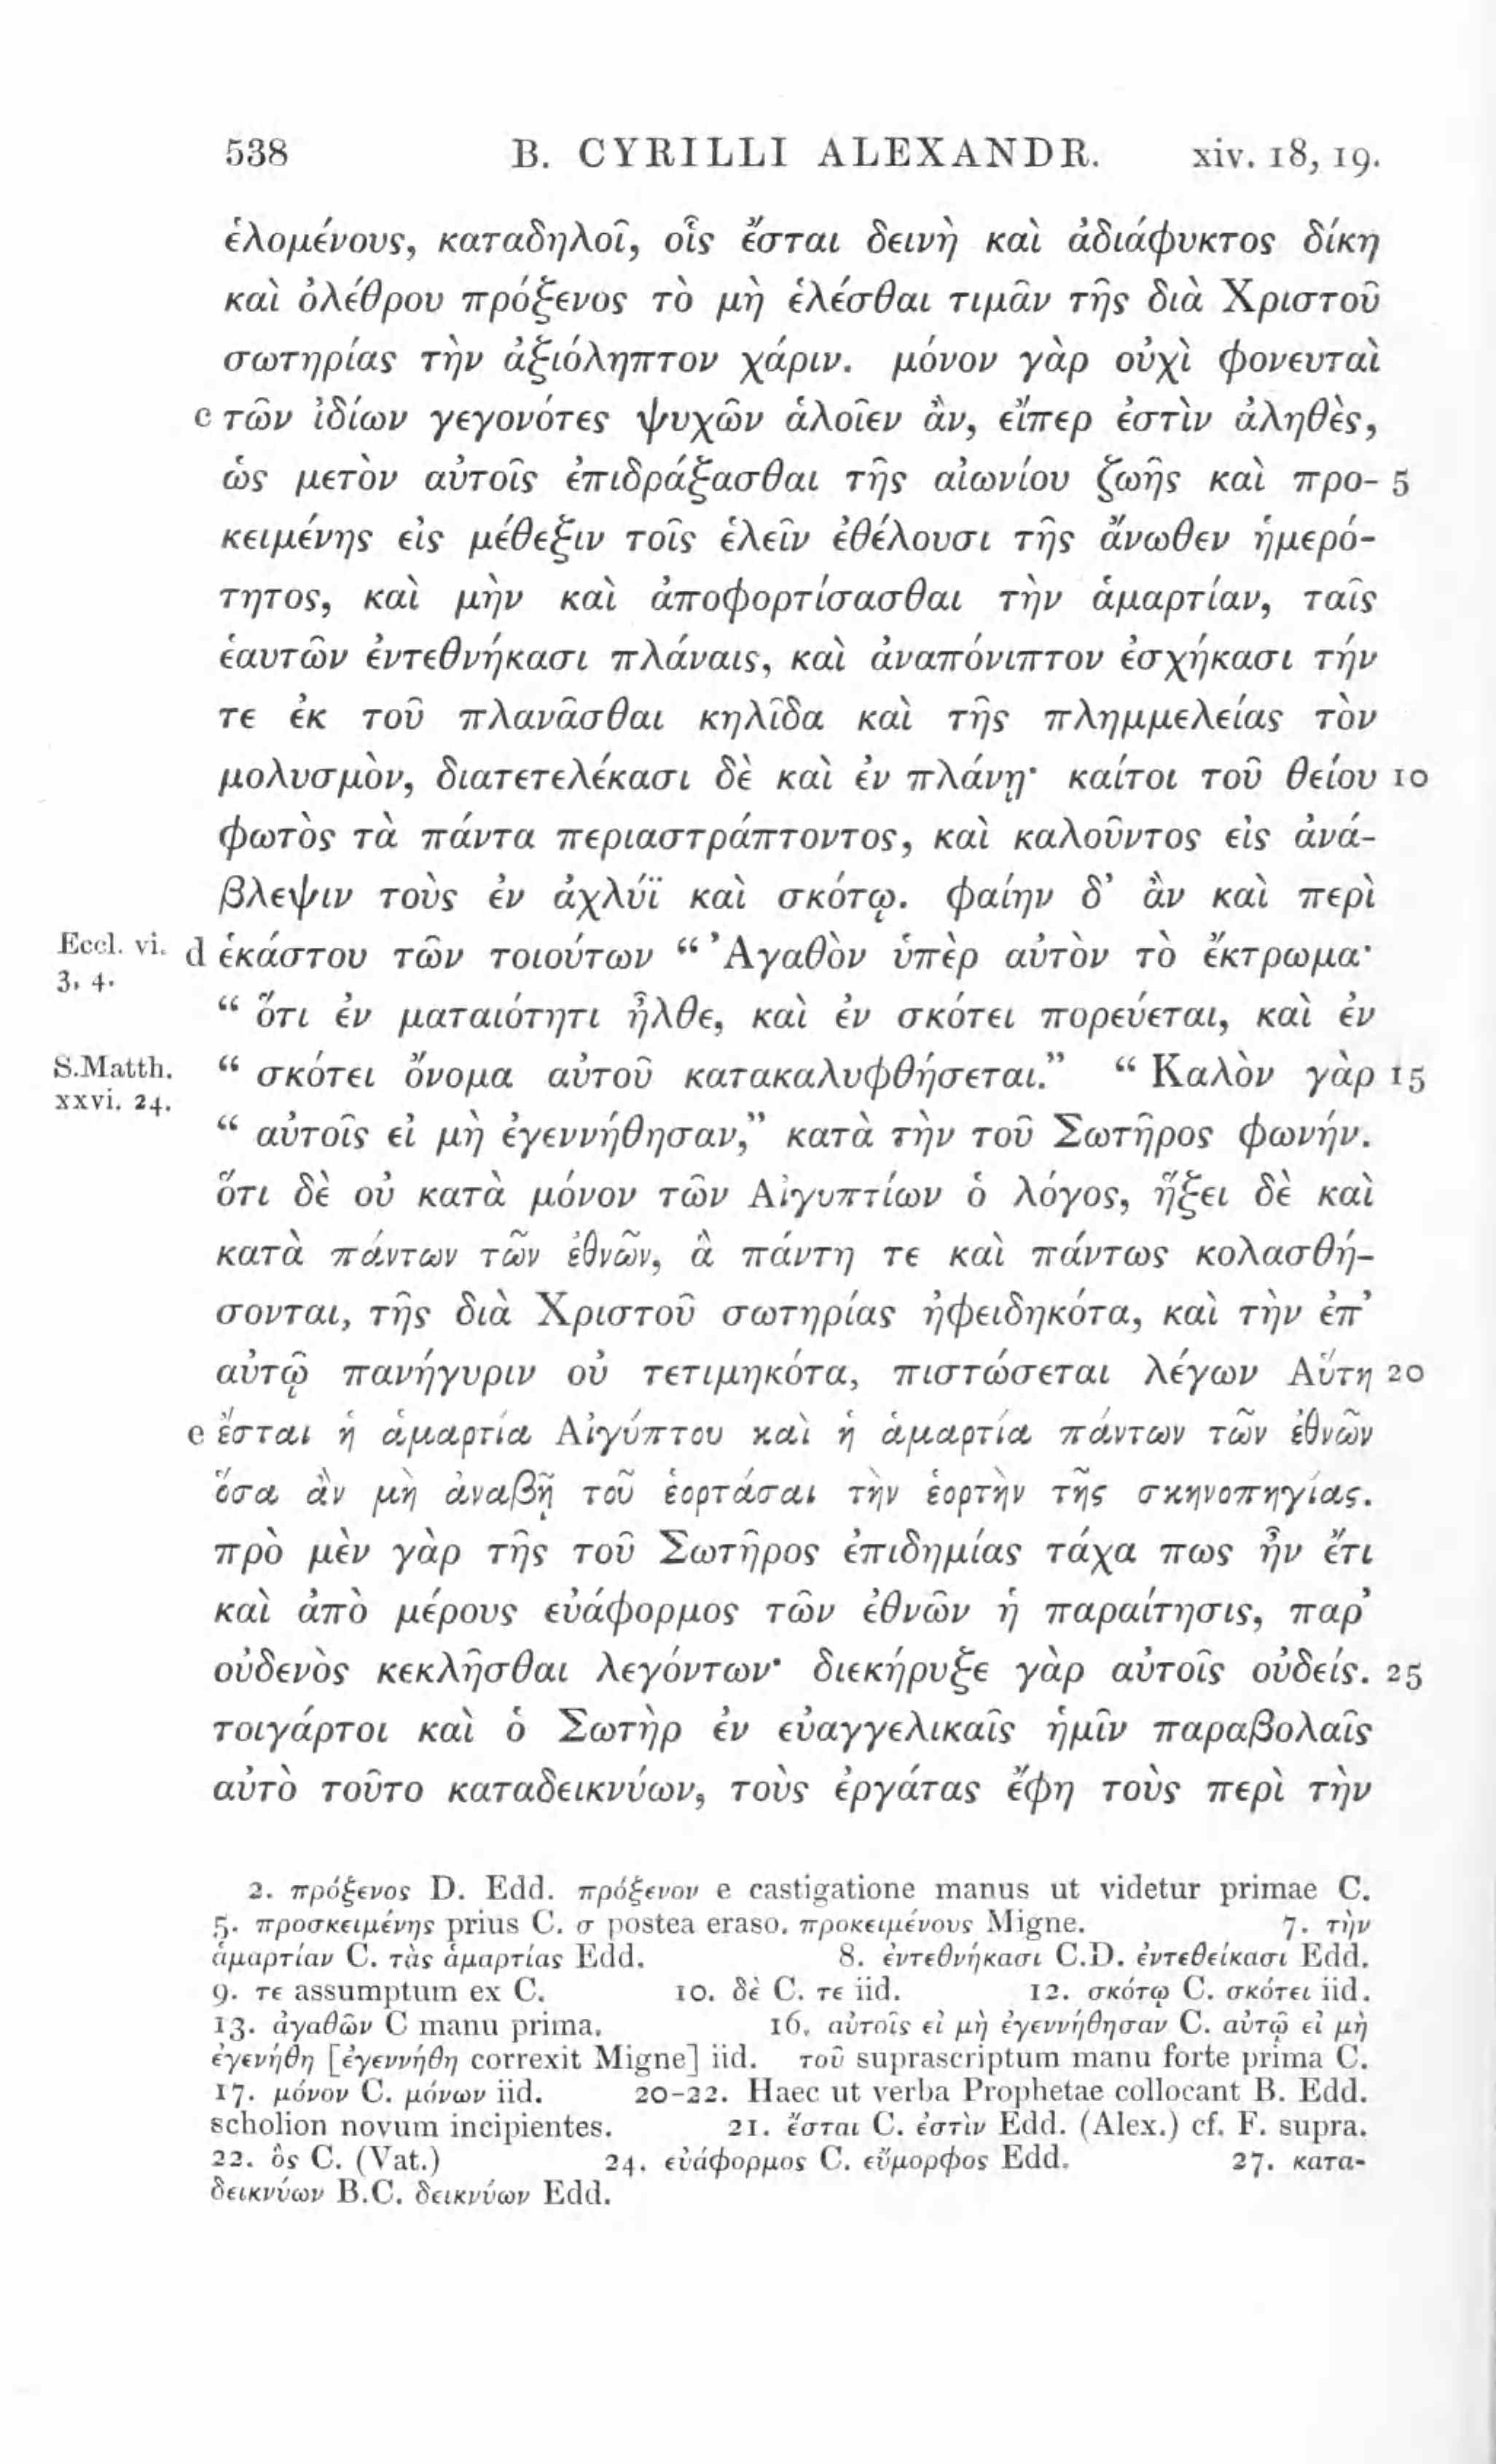 538 B. CYRILLI ALEXANDR. xiv. 18, 19.
ἑλομένους, καταδηλοῖ, οἷς ἔσται δεινὴ καὶ ἀδιάφυκτος δίκη
καὶ ὀλέθρου πρόξενος τὸ μὴ ἑλέσθαι τιμᾶν τῆς διὰ Χριστοῦ
σωτηρίας τὴν ἀξιόληπτον χάριν. μόνον γὰρ οὐχὶ φονευταὶ
c τῶν ἰδίων γεγονότες ψυχῶν ἁλοῖεν ἂν, εἴπερ ἐστὶν ἀληθὲς,
ὡς μετὸν αὐτοῖς ἐπιδράξασθαι τῆς αἰωνίου ζωῆς καὶ προ- 5
κειμένης εἰς μέθεξιν τοῖς ἑλεῖν ἐθέλουσι τῆς ἄνωθεν ἡμερό-
τητος, καὶ μὴν καὶ ἀποφορτίσασθαι τὴν ἁμαρτίαν, ταῖς
ἑαυτῶν ἐντεθνήκασι πλάναις, καὶ ἀναπόνιπτον ἐσχήκασι τήν
τε ἐκ τοῦ πλανᾶσθαι κηλῖδα καὶ τῆς πλημμελείας τὸν
μολυσμὸν, διατετελέκασι δὲ καὶ ἐν πλάνῃ· καίτοι τοῦ θείου 10
φωτὸς τὰ πάντα περιαστράπτοντος, καὶ καλοῦντος εἰς ἀνά-
βλεψιν τοὺς ἐν ἀχλύϊ καὶ σκότῳ. φαίην δ’ ἂν καὶ περὶ
Eccl. vi. 3, 4. d ἑκάστου τῶν τοιούτων “ Ἀγαθὸν ὑπὲρ αὐτὸν τὸ ἔκτρωμα·
“ ὅτι ἐν ματαιότητι ἦλθε, καὶ ἐν σκότει πορεύεται, καὶ ἐν
S.Matth. xxvi. 24. “ σκότει ὄνομα αὐτοῦ κατακαλυφθήσεται.” “ Καλὸν γὰρ 15
“ αὐτοῖς εἰ μὴ ἐγεννήθησαν,” κατὰ τὴν τοῦ Σωτῆρος φωνήν.
ὅτι δὲ οὐ κατὰ μόνον τῶν Αἰγυπτίων ὁ λόγος, ἥξει δὲ καὶ
κατὰ πάντων τῶν ἐθνῶν, ἃ πάντη τε καὶ πάντως κολασθή-
σονται, τῆς διὰ Χριστοῦ σωτηρίας ἠφειδηκότα, καὶ τὴν ἐπ’
αὐτῷ πανήγυριν οὐ τετιμηκότα, πιστώσεται λέγων Αὕτη 20
e ἔσται ἡ ἁμαρτία Αἰγύπτου καὶ ἡ ἁμαρτία πάντων τῶν ἐθνῶν
ὅσα ἂν μὴ ἀναβῇ τοῦ ἑορτάσαι τὴν ἑορτὴν τῆς σκηνοπηγίας.
πρὸ μὲν γὰρ τῆς τοῦ Σωτῆρος ἐπιδημίας τάχα πως ἦν ἔτι
καὶ ἀπὸ μέρους εὐάφορμος τῶν ἐθνῶν ἡ παραίτησις, παρ’
οὐδενὸς κεκλῆσθαι λεγόντων· διεκήρυξε γὰρ αὐτοῖς οὐδείς. 25
τοιγάρτοι καὶ ὁ Σωτὴρ ἐν εὐαγγελικαῖς ἡμῖν παραβολαῖς
αὐτὸ τοῦτο καταδεικνύων, τοὺς ἐργάτας ἔφη τοὺς περὶ τὴν
2. πρόξενος D. Edd. πρόξενον e castigatione manus ut videtur primae C.
5. προσκειμένης prius C. σ postea eraso. προκειμένους Migne. 7. τὴν
ἁμαρτίαν C. τὰς ἁμαρτίας Edd. 8. ἐντεθνήκασι C.D. ἐντεθείκασι Edd.
9. τε assumptum ex C. 10. δὲ C. τε iid. 12. σκότῳ C. σκότει iid.
13. ἀγαθῶν C manu prima. 16. αὐτοῖς εἰ μὴ ἐγεννήθησαν C. αὐτῷ εἰ μὴ
ἐγενήθη [ἐγεννήθη correxit Migne] iid. τοῦ suprascriptum manu forte prima C.
17. μόνον C. μόνων iid. 20-22. Haec ut verba Prophetae collocant B. Edd.
scholion novum incipientes. 21. ἔσται C. ἐστὶν Edd. (Alex.) cf. F. supra.
22. ὃς C. (Vat.) 24. εὐάφορμος C. εὔμορφος Edd. 27. κατα-
δεικνύων B.C. δεικνύων Edd.